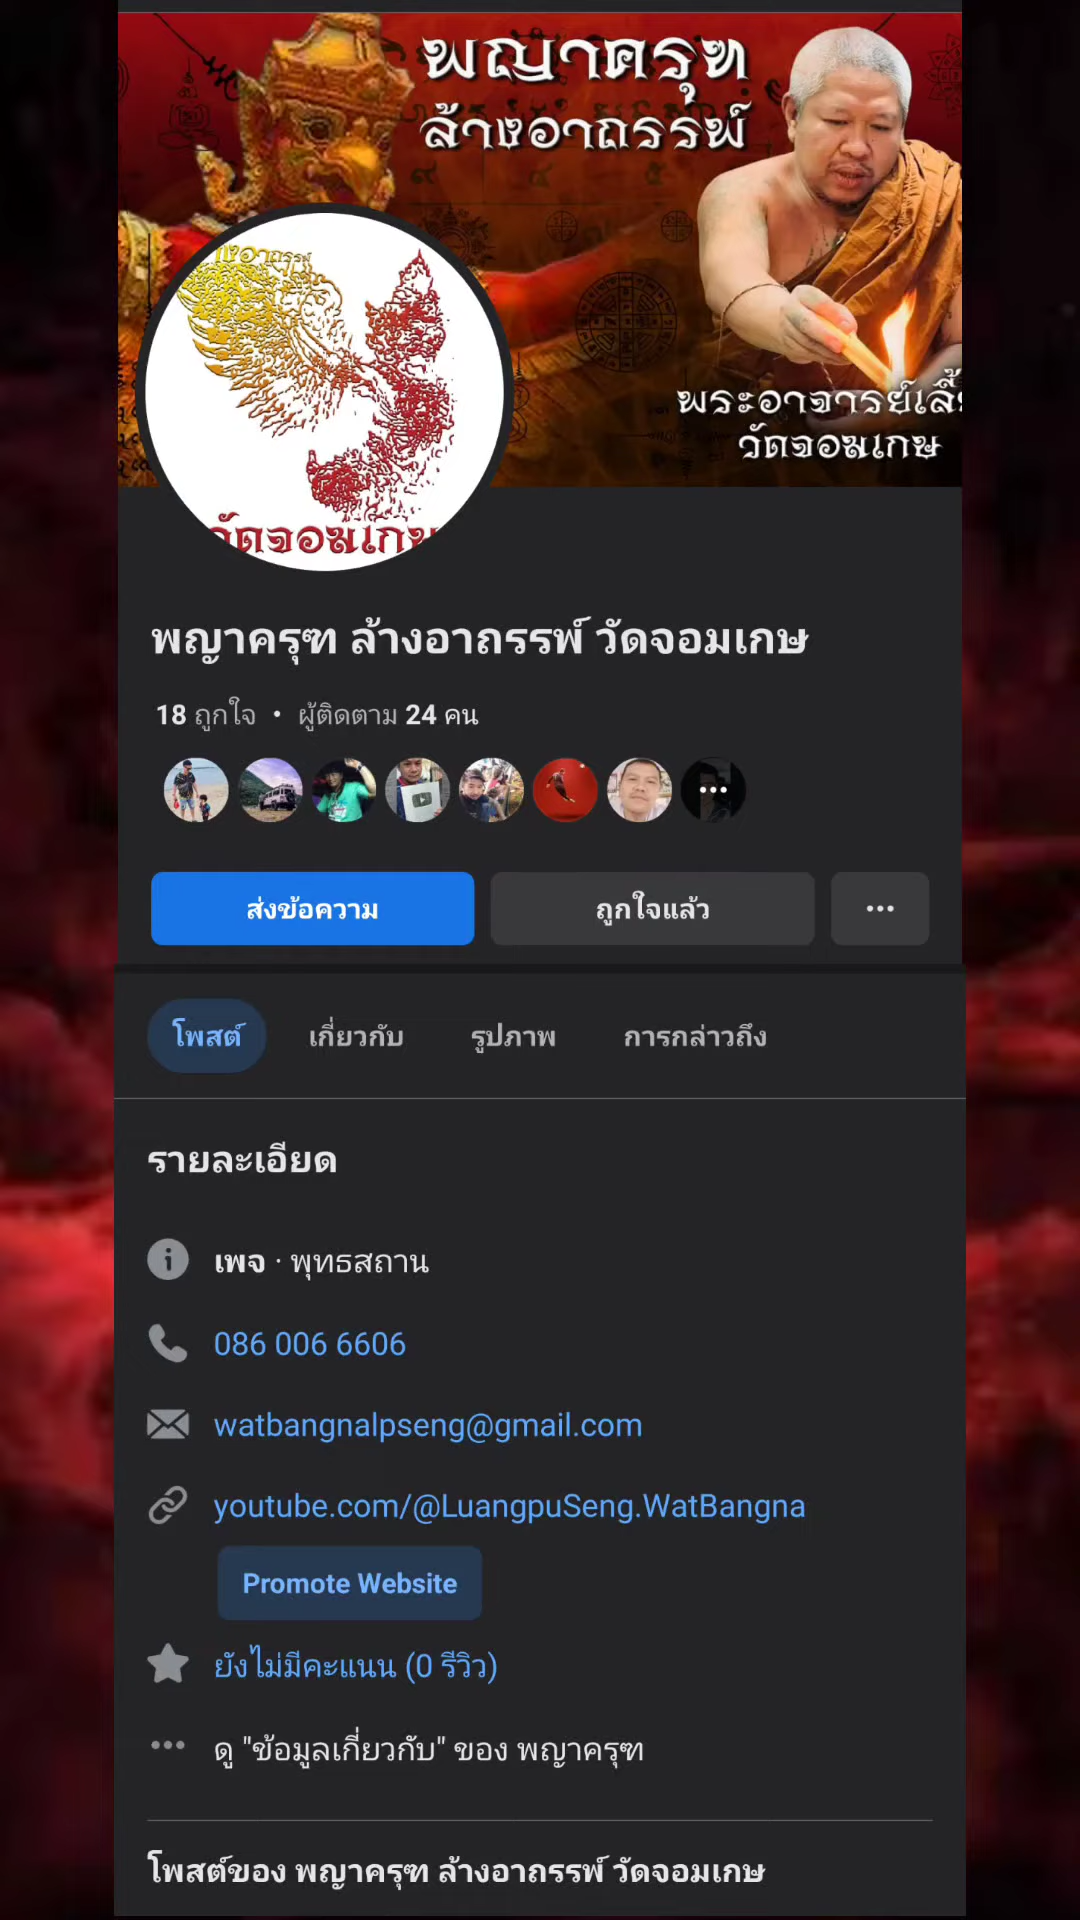 พญาครุฑ
ล้างอาถรรพ์
พระอาจารย์เสี
วัดจอมเกษ
างอาถรรพ
วัดจอมเกษ
พญาครุฑ ล้างอาถรรพ์ วัดจอมเกษ
18 ถูกใจ • ผู้ติดตาม 24 คน
ส่งข้อความ
ถูกใจแล้ว
โพสต์
เกี่ยวกับ
รูปภาพ
การกล่าวถึง
รายละเอียด
เพจ · พุทธสถาน
086 006 6606
watbangnalpseng@gmail.com
youtube.com/@LuangpuSeng.WatBangna
Promote Website
ยังไม่มีคะแนน (0 รีวิว)
ดู "ข้อมูลเกี่ยวกับ" ของ พญาครุฑ
โพสต์ของ พญาครุฑ ล้างอาถรรพ์ วัดจอมเกษ